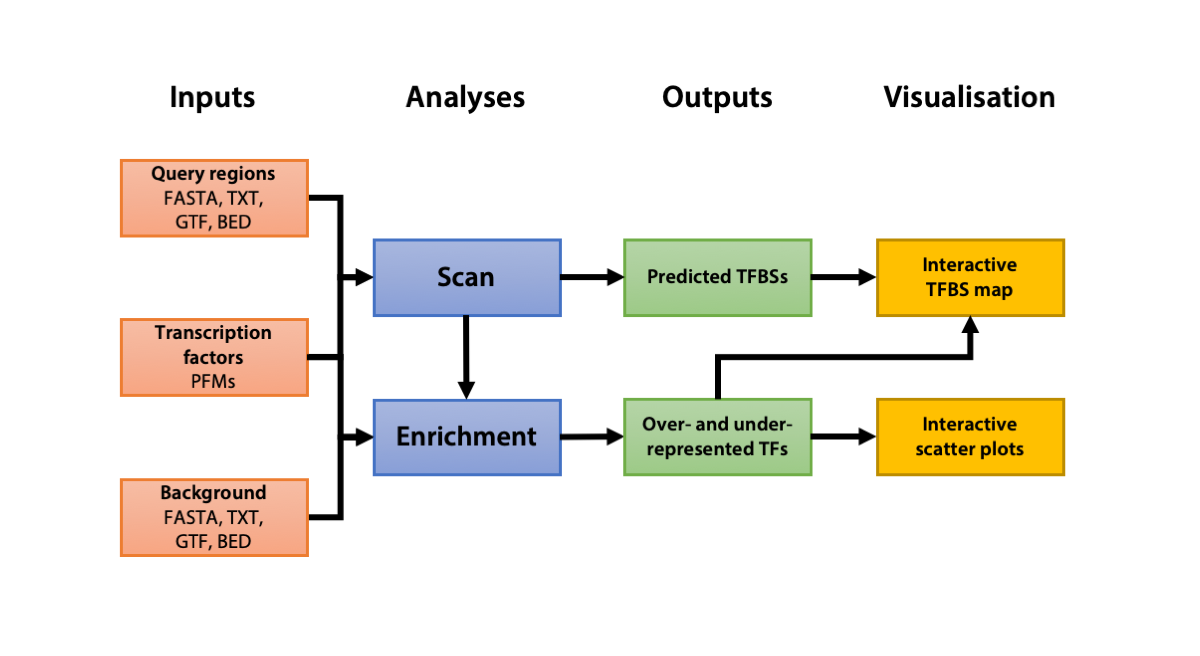 Inputs
Analyses
Outputs
Visualisation
Query regions
FASTA, TXT,
GTF, BED
Transcription
factors
PFMs
Background
FASTA, TXT,
GTF, BED
Scan
Enrichment
Predicted TFBSs
Over- and under-
represented TFs
Interactive
TFBS map
Interactive
scatter plots